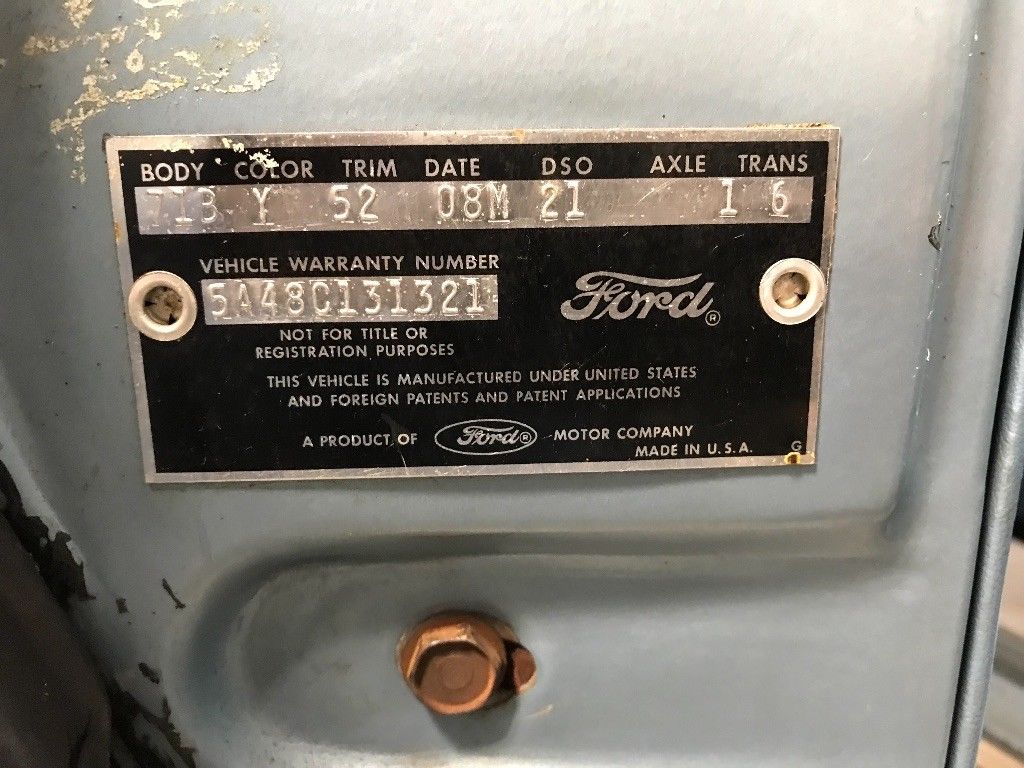 BODY COLOR TRIM DATE DSO AXLE TRANS
71B Y 52 08M 21 1 6
VEHICLE WARRANTY NUMBER
5A48C131321
Ford®
NOT FOR TITLE OR
REGISTRATION PURPOSES
THIS VEHICLE IS MANUFACTURED UNDER UNITED STATES
AND FOREIGN PATENTS AND PATENT APPLICATIONS
A PRODUCT OF Ford® MOTOR COMPANY
MADE IN U.S.A.
G